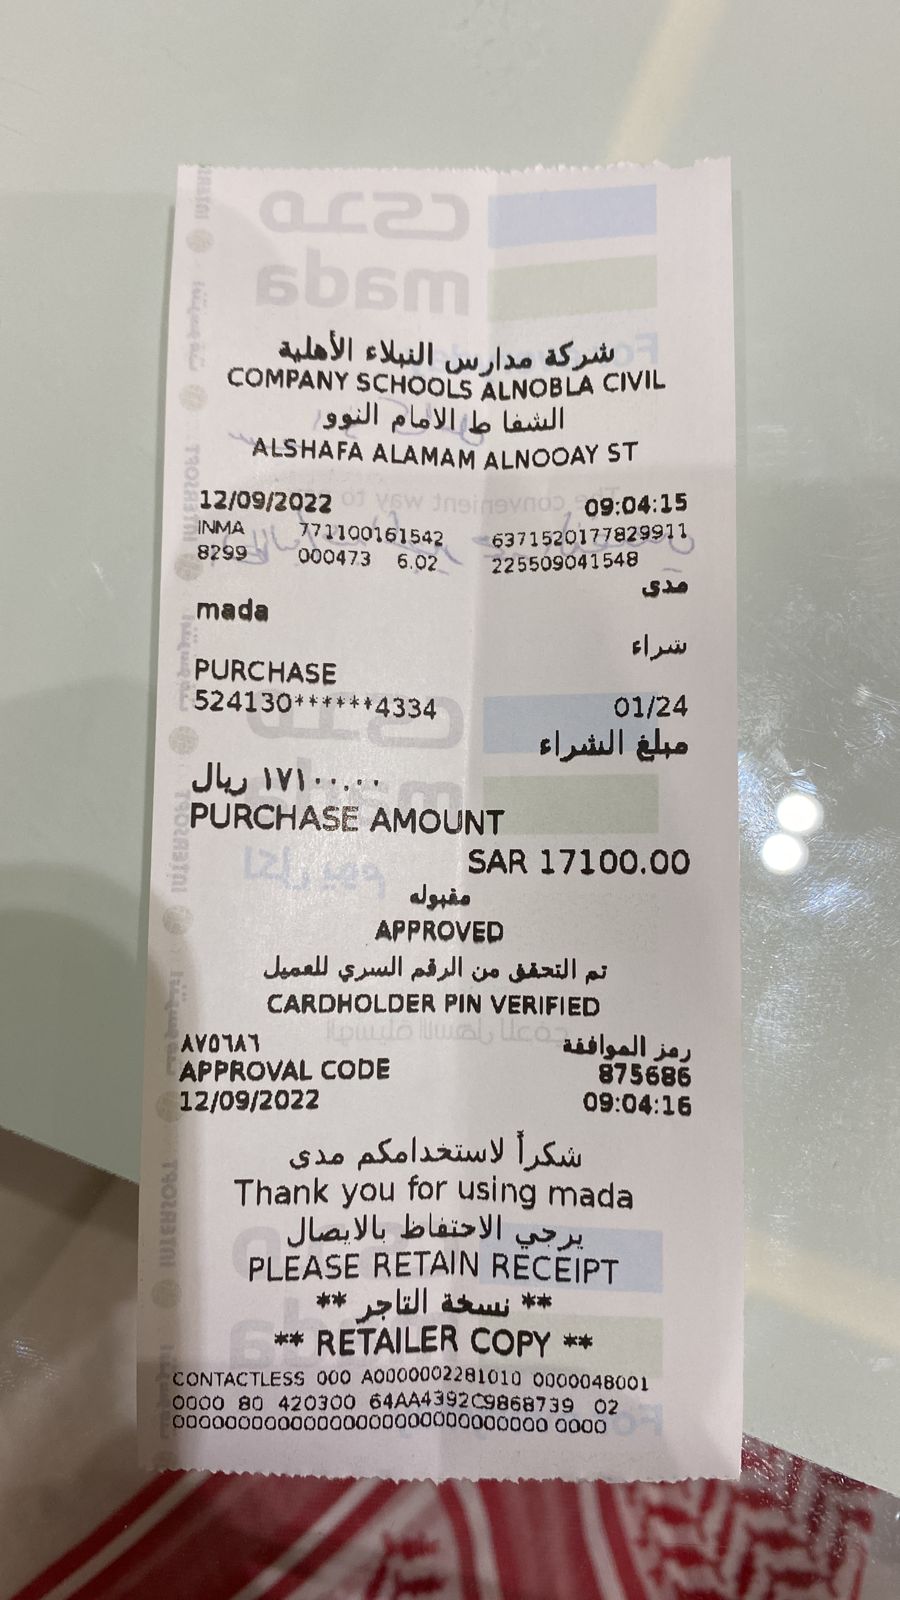 شركة مدارس النبلاء الأهلية
COMPANY SCHOOLS ALNOBLA CIVIL
الشفا ط الامام النوو
ALSHAFA ALAMAM ALNOOAY ST
12/09/2022 09:04:15
INMA 771100161542 6371520177829911
8299 000473 6.02 225509041548
مدى
mada
شراء
PURCHASE
524130******4334 01/24
مبلغ الشراء
١٧١٠٠.٠٠ ريال
PURCHASE AMOUNT
SAR 17100.00
مقبوله
APPROVED
تم التحقق من الرقم السري للعميل
CARDHOLDER PIN VERIFIED
رمز الموافقة ٨٧٥٦٨٦
APPROVAL CODE 875686
12/09/2022 09:04:16
شكراً لاستخدامكم مدى
Thank you for using mada
يرجي الاحتفاظ بالايصال
PLEASE RETAIN RECEIPT
** نسخة التاجر **
** RETAILER COPY **
CONTACTLESS 000 A0000002281010 0000048001
0000 80 420300 64AA4392C9868739 02
00000000000000000000000000000 0000